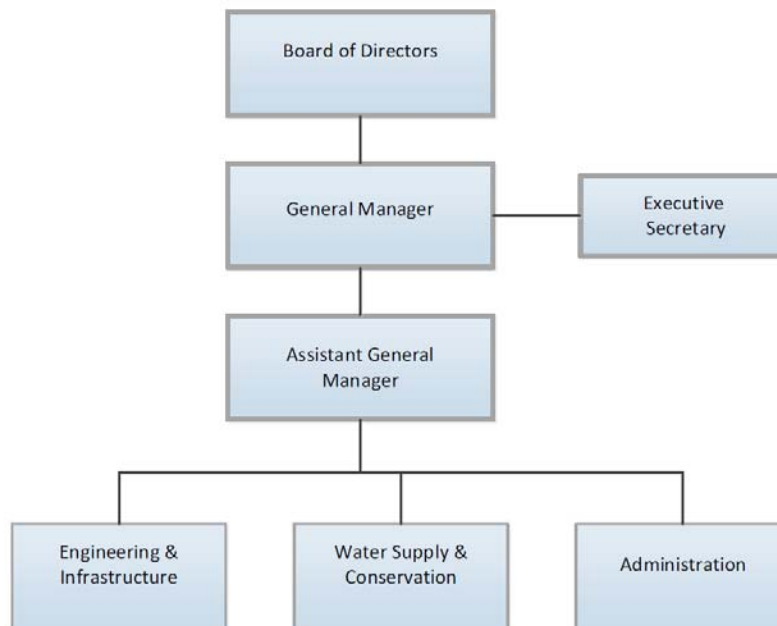 Board of Directors
General Manager
Executive
Secretary
Assistant General
Manager
Engineering &
Infrastructure
Water Supply &
Conservation
Administration